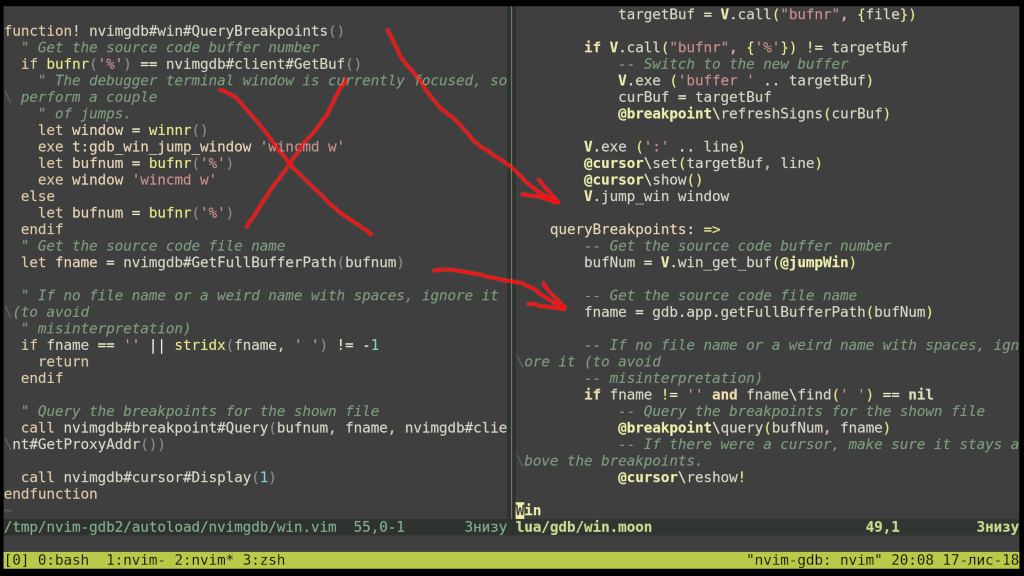 function! nvimgdb#win#QueryBreakpoints()
" Get the source code buffer number
if bufnr('%') == nvimgdb#client#GetBuf()
" The debugger terminal window is currently focused, so
\ perform a couple
" of jumps.
let window = winnr()
exe t:gdb_win_jump_window 'wincmd w'
let bufnum = bufnr('%')
exe window 'wincmd w'
else
let bufnum = bufnr('%')
endif
" Get the source code file name
let fname = nvimgdb#GetFullBufferPath(bufnum)
" If no file name or a weird name with spaces, ignore it
\(to avoid
" misinterpretation)
if fname == '' || stridx(fname, ' ') != -1
return
endif
" Query the breakpoints for the shown file
call nvimgdb#breakpoint#Query(bufnum, fname, nvimgdb#clie
\nt#GetProxyAddr())
call nvimgdb#cursor#Display(1)
endfunction
~
/tmp/nvim-gdb2/autoload/nvimgdb/win.vim 55,0-1 Знизу
targetBuf = V.call("bufnr", {file})
if V.call("bufnr", {'%'}) != targetBuf
-- Switch to the new buffer
V.exe ('buffer ' .. targetBuf)
curBuf = targetBuf
@breakpoint\refreshSigns(curBuf)
V.exe (':' .. line)
@cursor\set(targetBuf, line)
@cursor\show()
V.jump_win window
queryBreakpoints: =>
-- Get the source code buffer number
bufNum = V.win_get_buf(@jumpWin)
-- Get the source code file name
fname = gdb.app.getFullBufferPath(bufNum)
-- If no file name or a weird name with spaces, ign
\ore it (to avoid
-- misinterpretation)
if fname != '' and fname\find(' ') == nil
-- Query the breakpoints for the shown file
@breakpoint\query(bufNum, fname)
-- If there were a cursor, make sure it stays a
\bove the breakpoints.
@cursor\reshow!
Win
lua/gdb/win.moon 49,1 Знизу
[0] 0:bash 1:nvim- 2:nvim* 3:zsh "nvim-gdb: nvim" 20:08 17-лис-18